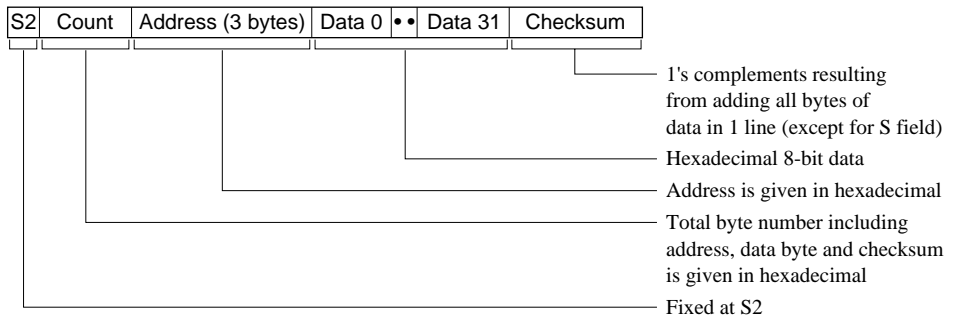 S2 Count Address (3 bytes) Data 0 •• Data 31 Checksum
1's complements resulting
from adding all bytes of
data in 1 line (except for S field)
Hexadecimal 8-bit data
Address is given in hexadecimal
Total byte number including
address, data byte and checksum
is given in hexadecimal
Fixed at S2